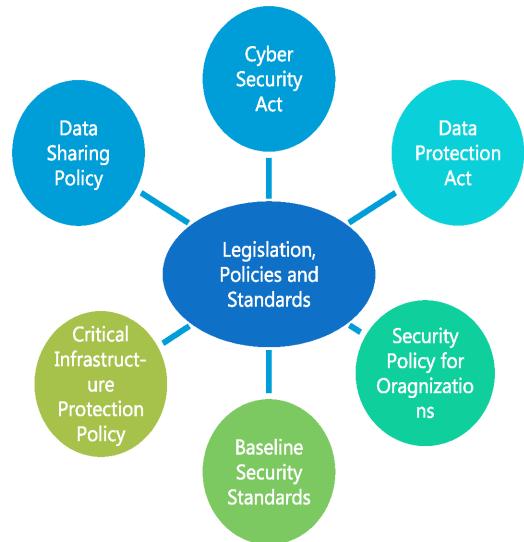 Cyber
Security
Act
Data
Sharing
Policy
Data
Protection
Act
Legislation,
Policies and
Standards
Critical
Infrastruct-
ure
Protection
Policy
Security
Policy for
Oragnizatio
ns
Baseline
Security
Standards